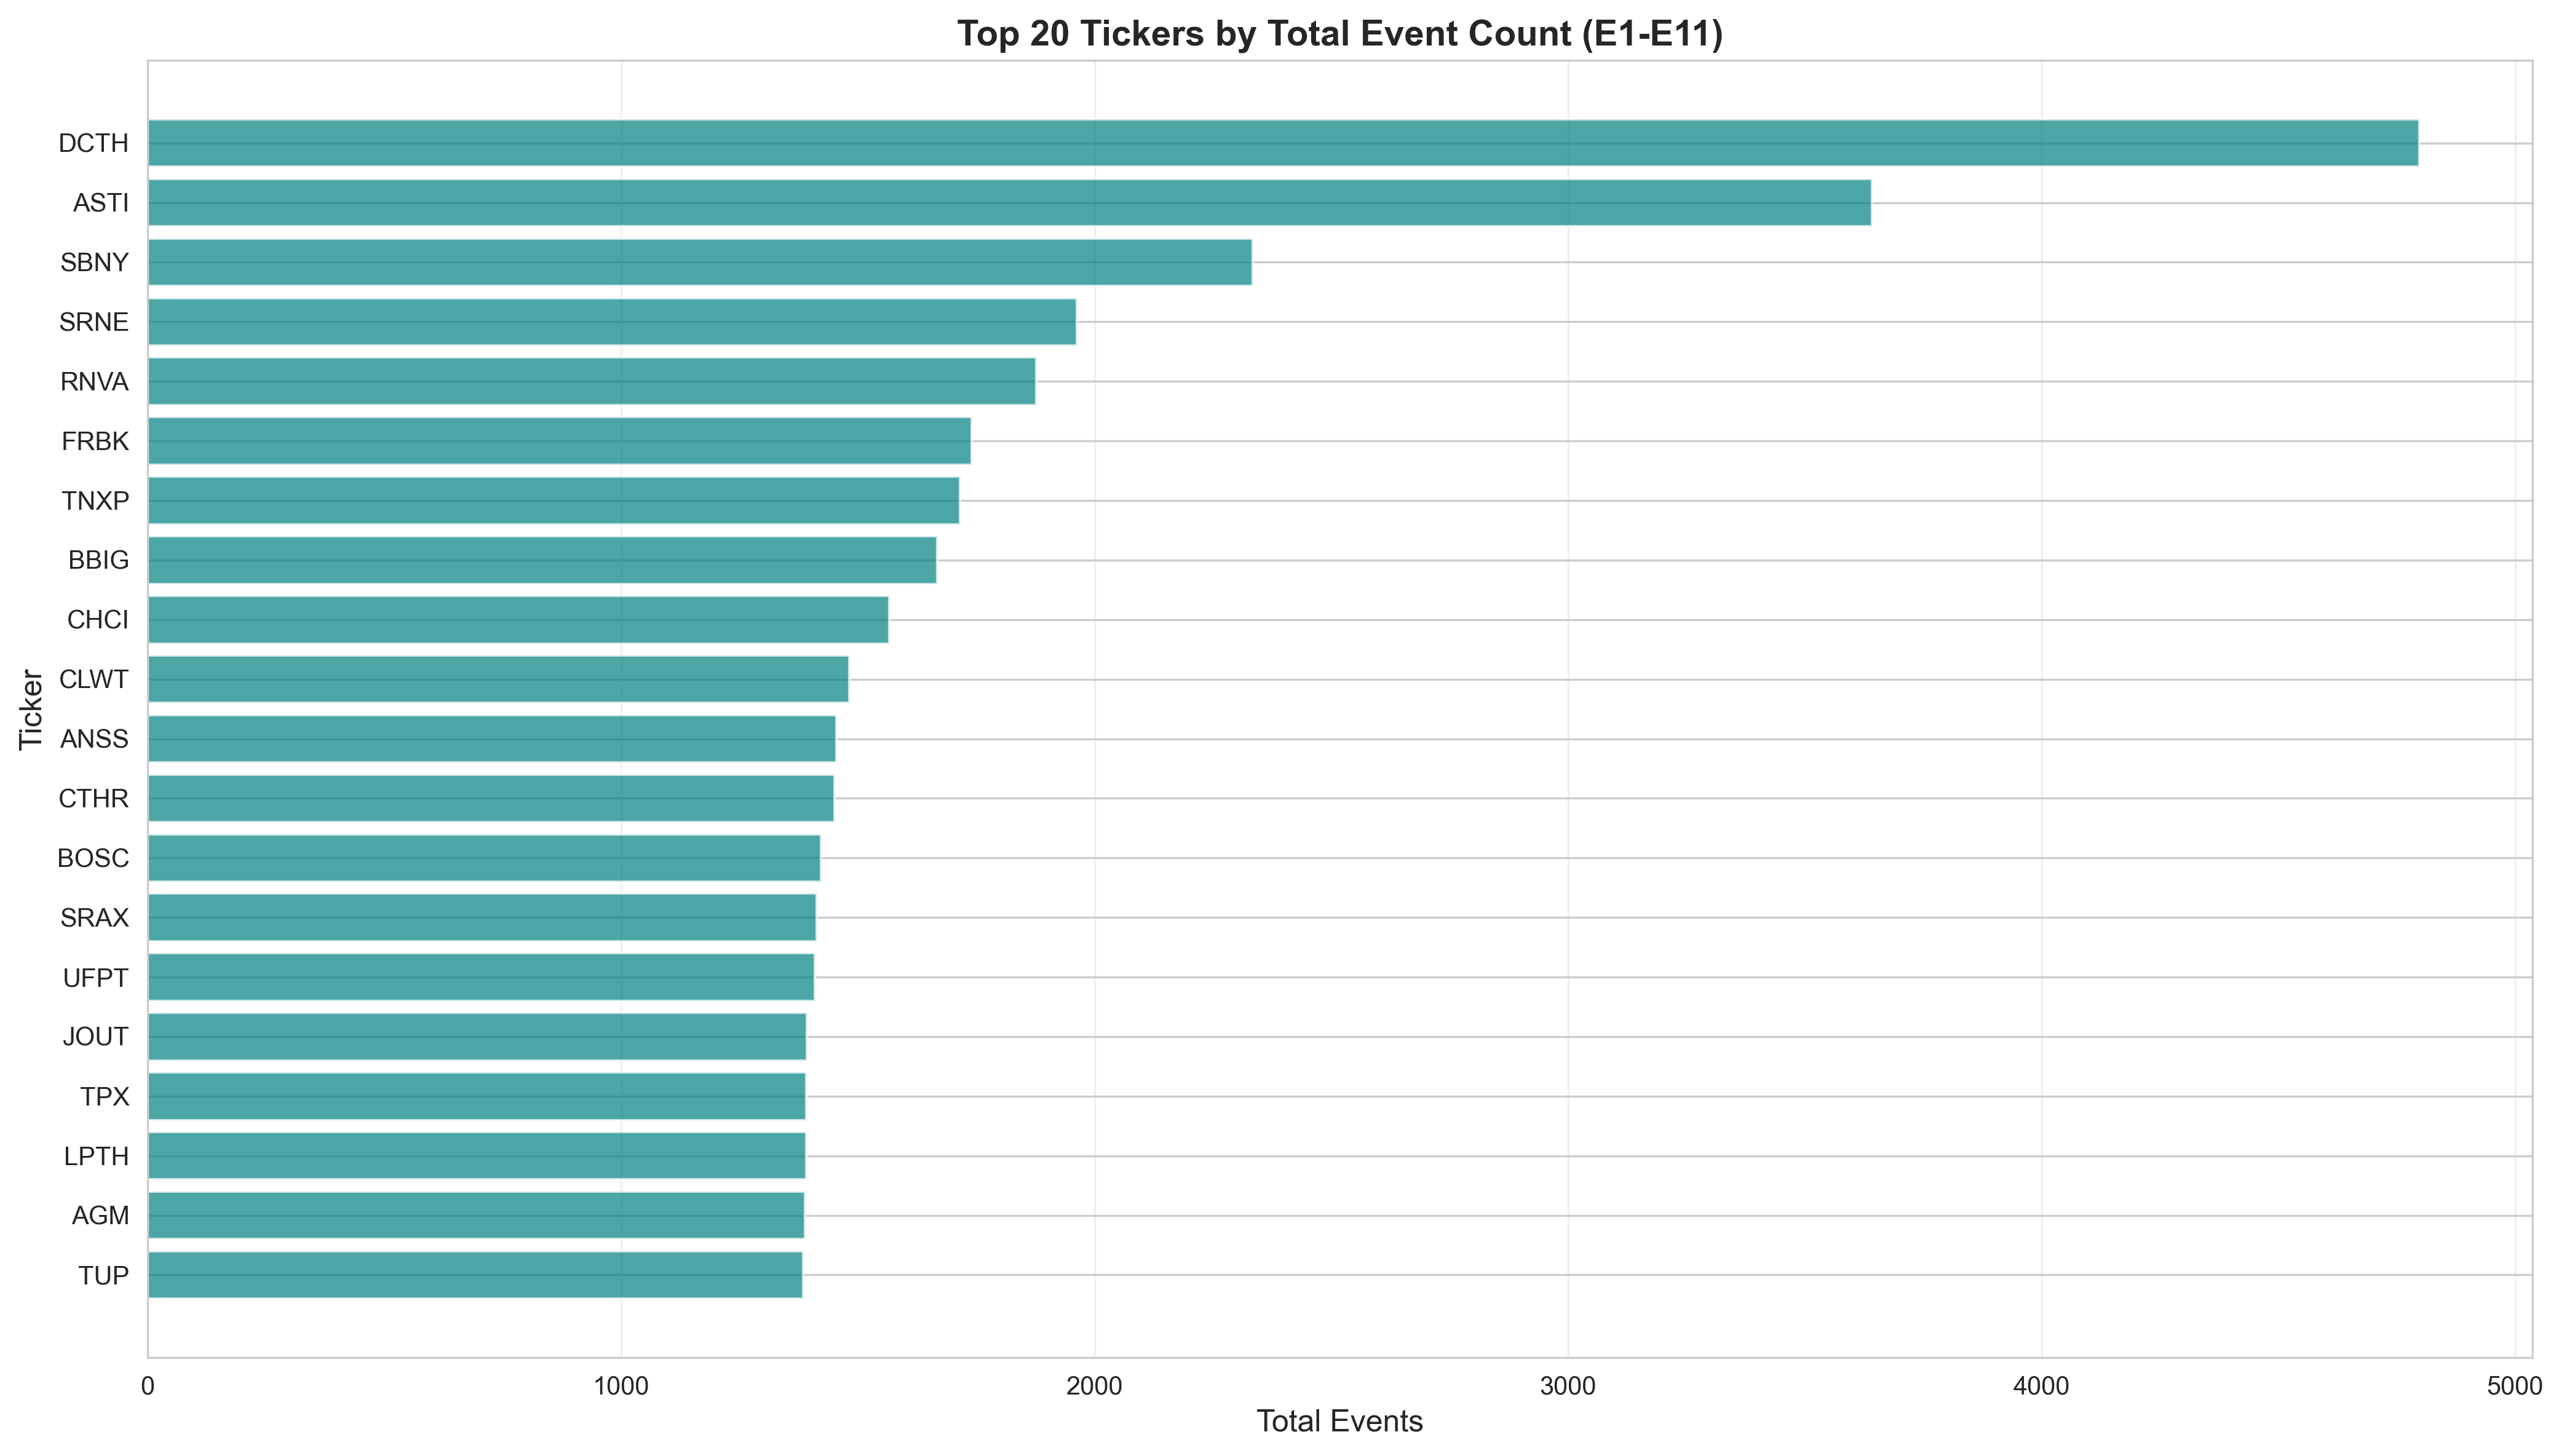 Top 20 Tickers by Total Event Count (E1-E11)
Ticker
DCTH
ASTI
SBNY
SRNE
RNVA
FRBK
TNXP
BBIG
CHCI
CLWT
ANSS
CTHR
BOSC
SRAX
UFPT
JOUT
TPX
LPTH
AGM
TUP
0 1000 2000 3000 4000 5000
Total Events